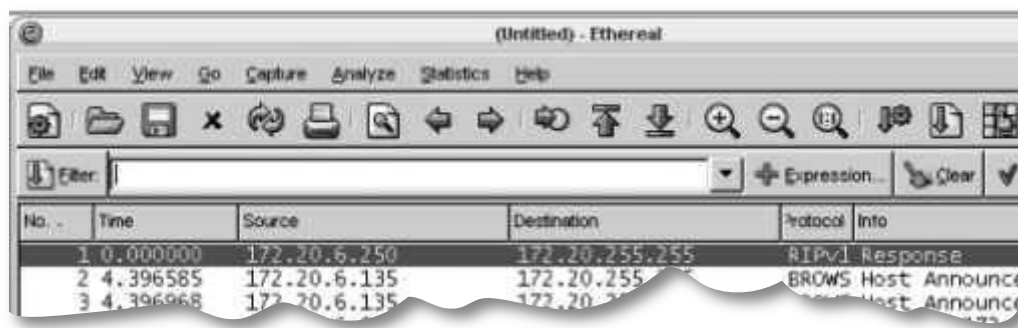 (Untitled) - Ethereal
File Edit View Go Capture Analyze Statistics Help
Filter: Expression... Clear
No. . Time Source Destination Protocol Info
1 0.000000 172.20.6.250 172.20.255.255 RIPv1 Response
2 4.396585 172.20.6.135 172.20.255. BROWS Host Announce
3 4.396968 172.20.6.135 172.20. Host Announce